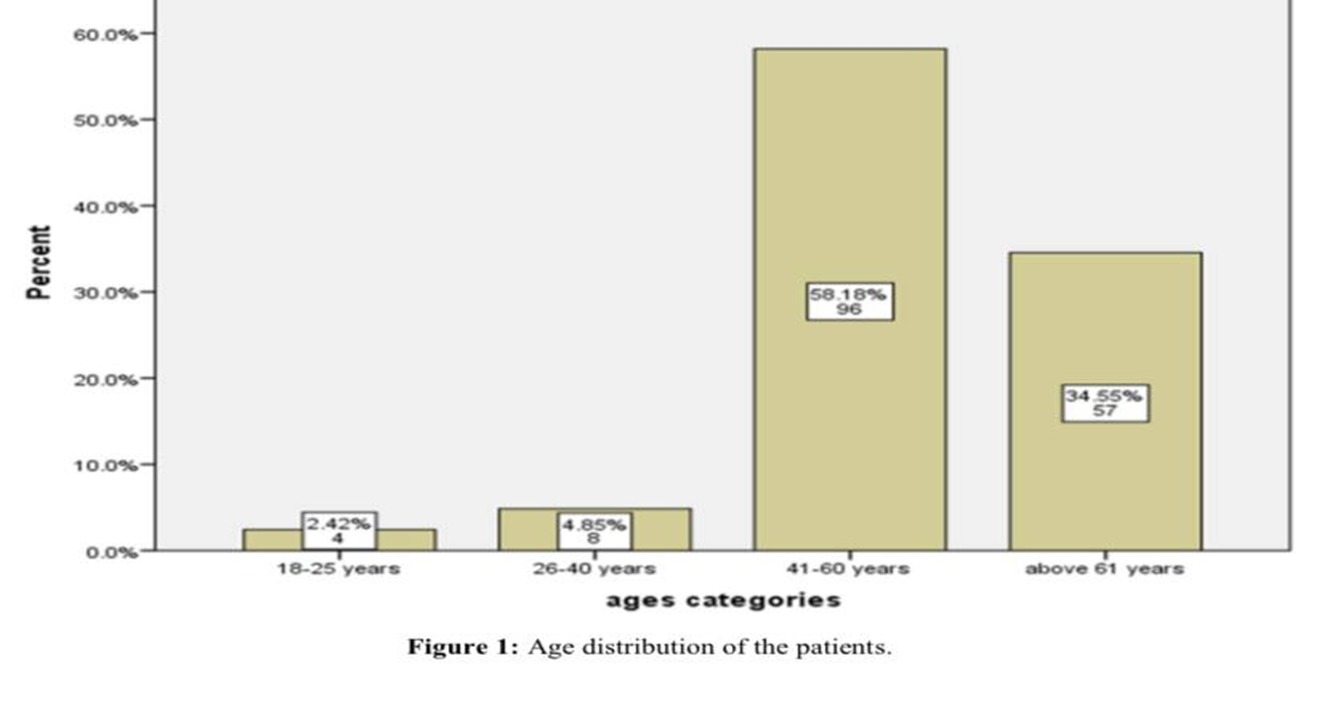 60.0%
50.0%
40.0%
30.0%
20.0%
10.0%
0.0%
Percent
2.42%
4
4.85%
8
58.18%
96
34.55%
57
18-25 years
26-40 years
41-60 years
above 61 years
ages categories
Figure 1: Age distribution of the patients.